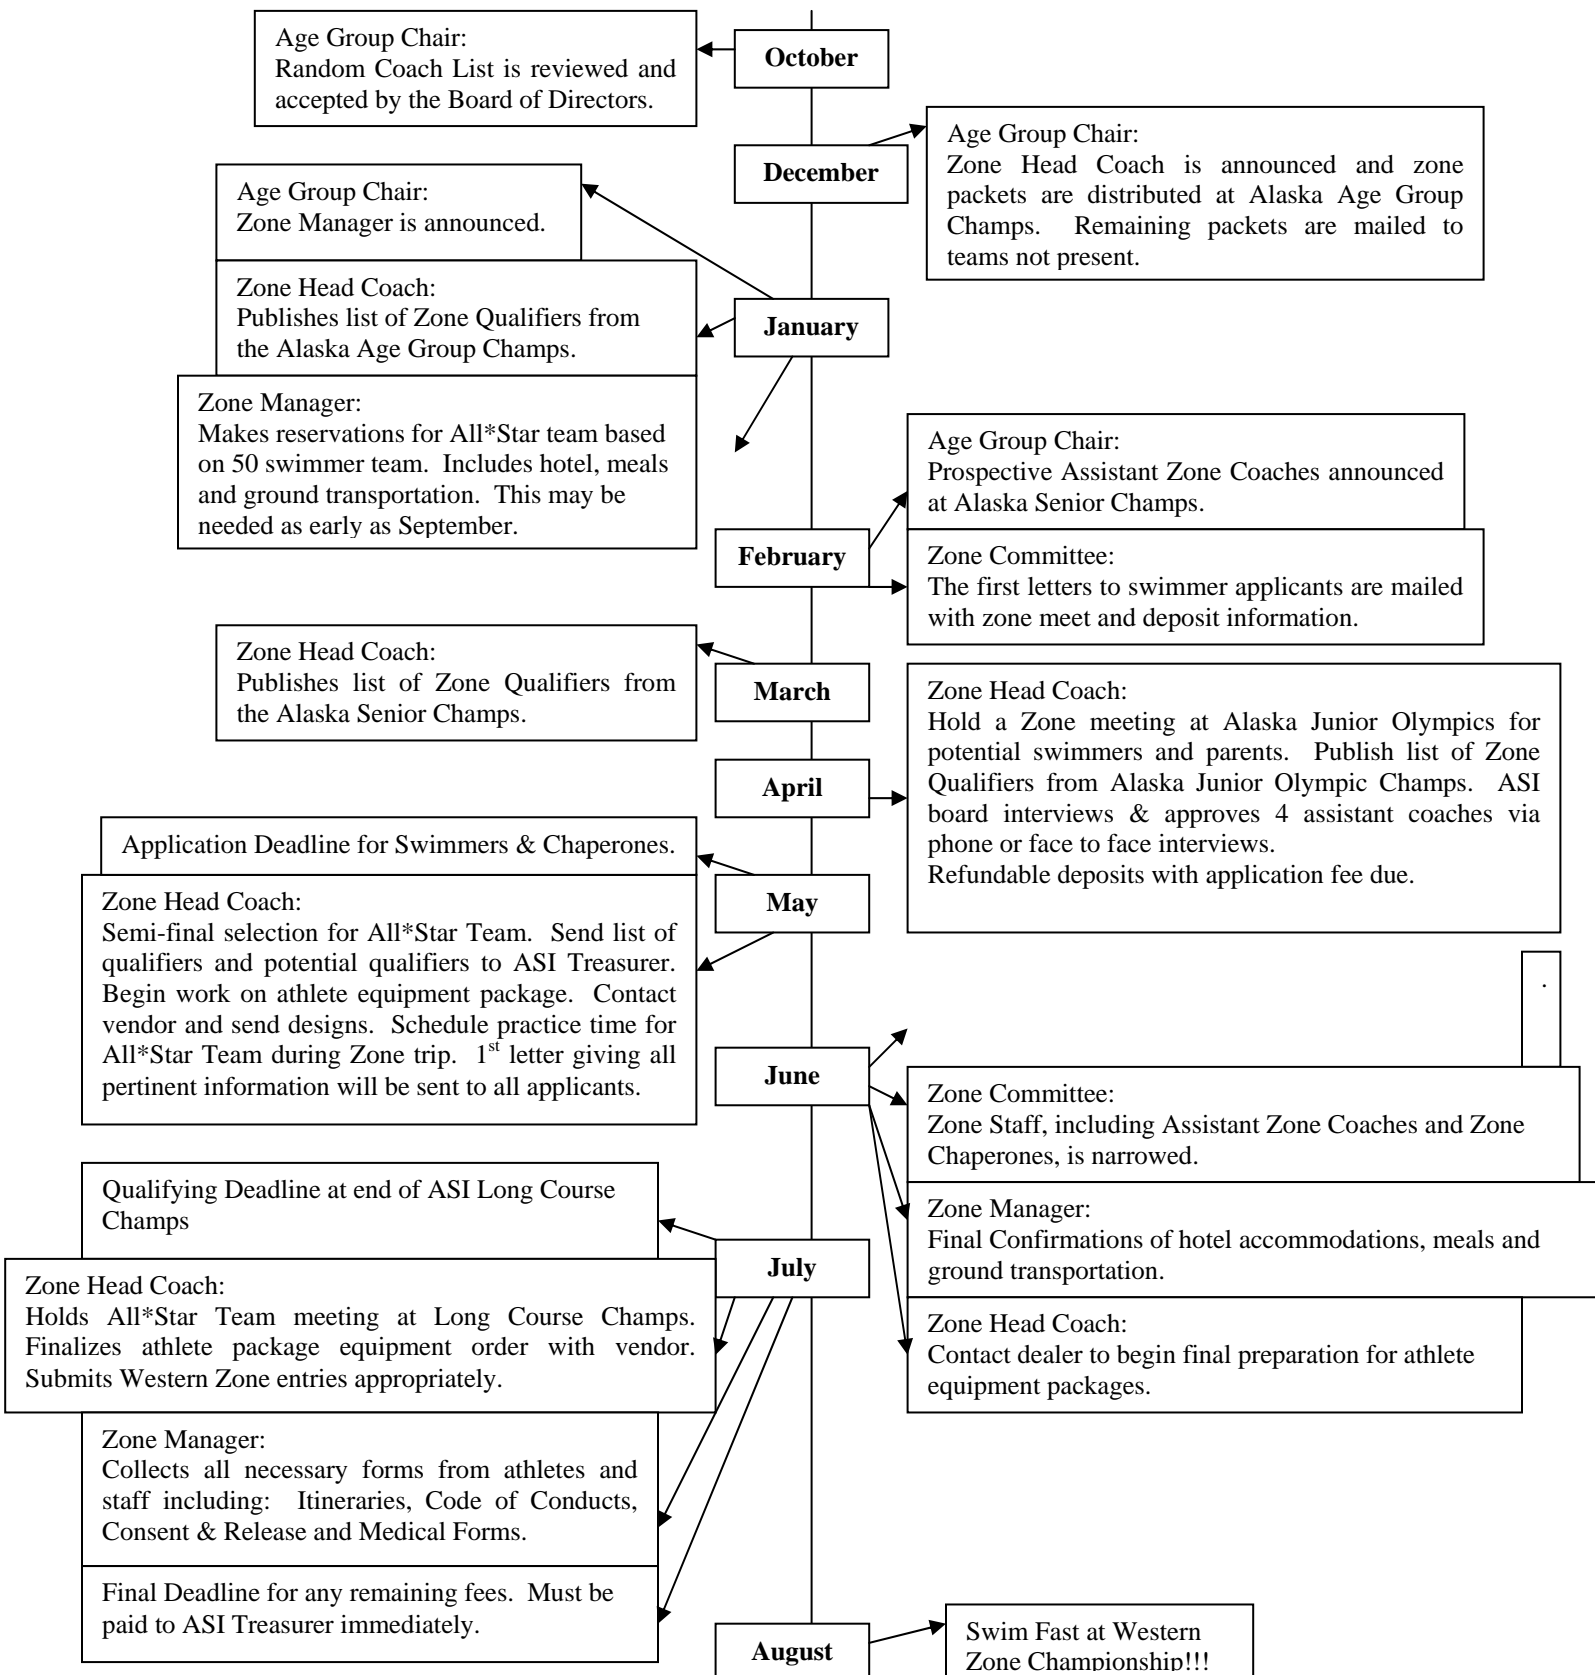 Age Group Chair:
Random Coach List is reviewed and
accepted by the Board of Directors.
October
Age Group Chair:
Zone Head Coach is announced and zone
packets are distributed at Alaska Age Group
Champs. Remaining packets are mailed to
teams not present.
December
Age Group Chair:
Zone Manager is announced.
Zone Head Coach:
Publishes list of Zone Qualifiers from
the Alaska Age Group Champs.
January
Zone Manager:
Makes reservations for All*Star team based
on 50 swimmer team. Includes hotel, meals
and ground transportation. This may be
needed as early as September.
Age Group Chair:
Prospective Assistant Zone Coaches announced
at Alaska Senior Champs.
February
Zone Committee:
The first letters to swimmer applicants are mailed
with zone meet and deposit information.
Zone Head Coach:
Publishes list of Zone Qualifiers from
the Alaska Senior Champs.
March
Zone Head Coach:
Hold a Zone meeting at Alaska Junior Olympics for
potential swimmers and parents. Publish list of Zone
Qualifiers from Alaska Junior Olympic Champs. ASI
board interviews & approves 4 assistant coaches via
phone or face to face interviews.
Refundable deposits with application fee due.
April
Application Deadline for Swimmers & Chaperones.
May
Zone Head Coach:
Semi-final selection for All*Star Team. Send list of
qualifiers and potential qualifiers to ASI Treasurer.
Begin work on athlete equipment package. Contact
vendor and send designs. Schedule practice time for
All*Star Team during Zone trip. 1st letter giving all
pertinent information will be sent to all applicants.
.
June
Zone Committee:
Zone Staff, including Assistant Zone Coaches and Zone
Chaperones, is narrowed.
Zone Manager:
Final Confirmations of hotel accommodations, meals and
ground transportation.
Zone Head Coach:
Contact dealer to begin final preparation for athlete
equipment packages.
Qualifying Deadline at end of ASI Long Course
Champs
July
Zone Head Coach:
Holds All*Star Team meeting at Long Course Champs.
Finalizes athlete package equipment order with vendor.
Submits Western Zone entries appropriately.
Zone Manager:
Collects all necessary forms from athletes and
staff including: Itineraries, Code of Conducts,
Consent & Release and Medical Forms.
Final Deadline for any remaining fees. Must be
paid to ASI Treasurer immediately.
August
Swim Fast at Western
Zone Championship!!!